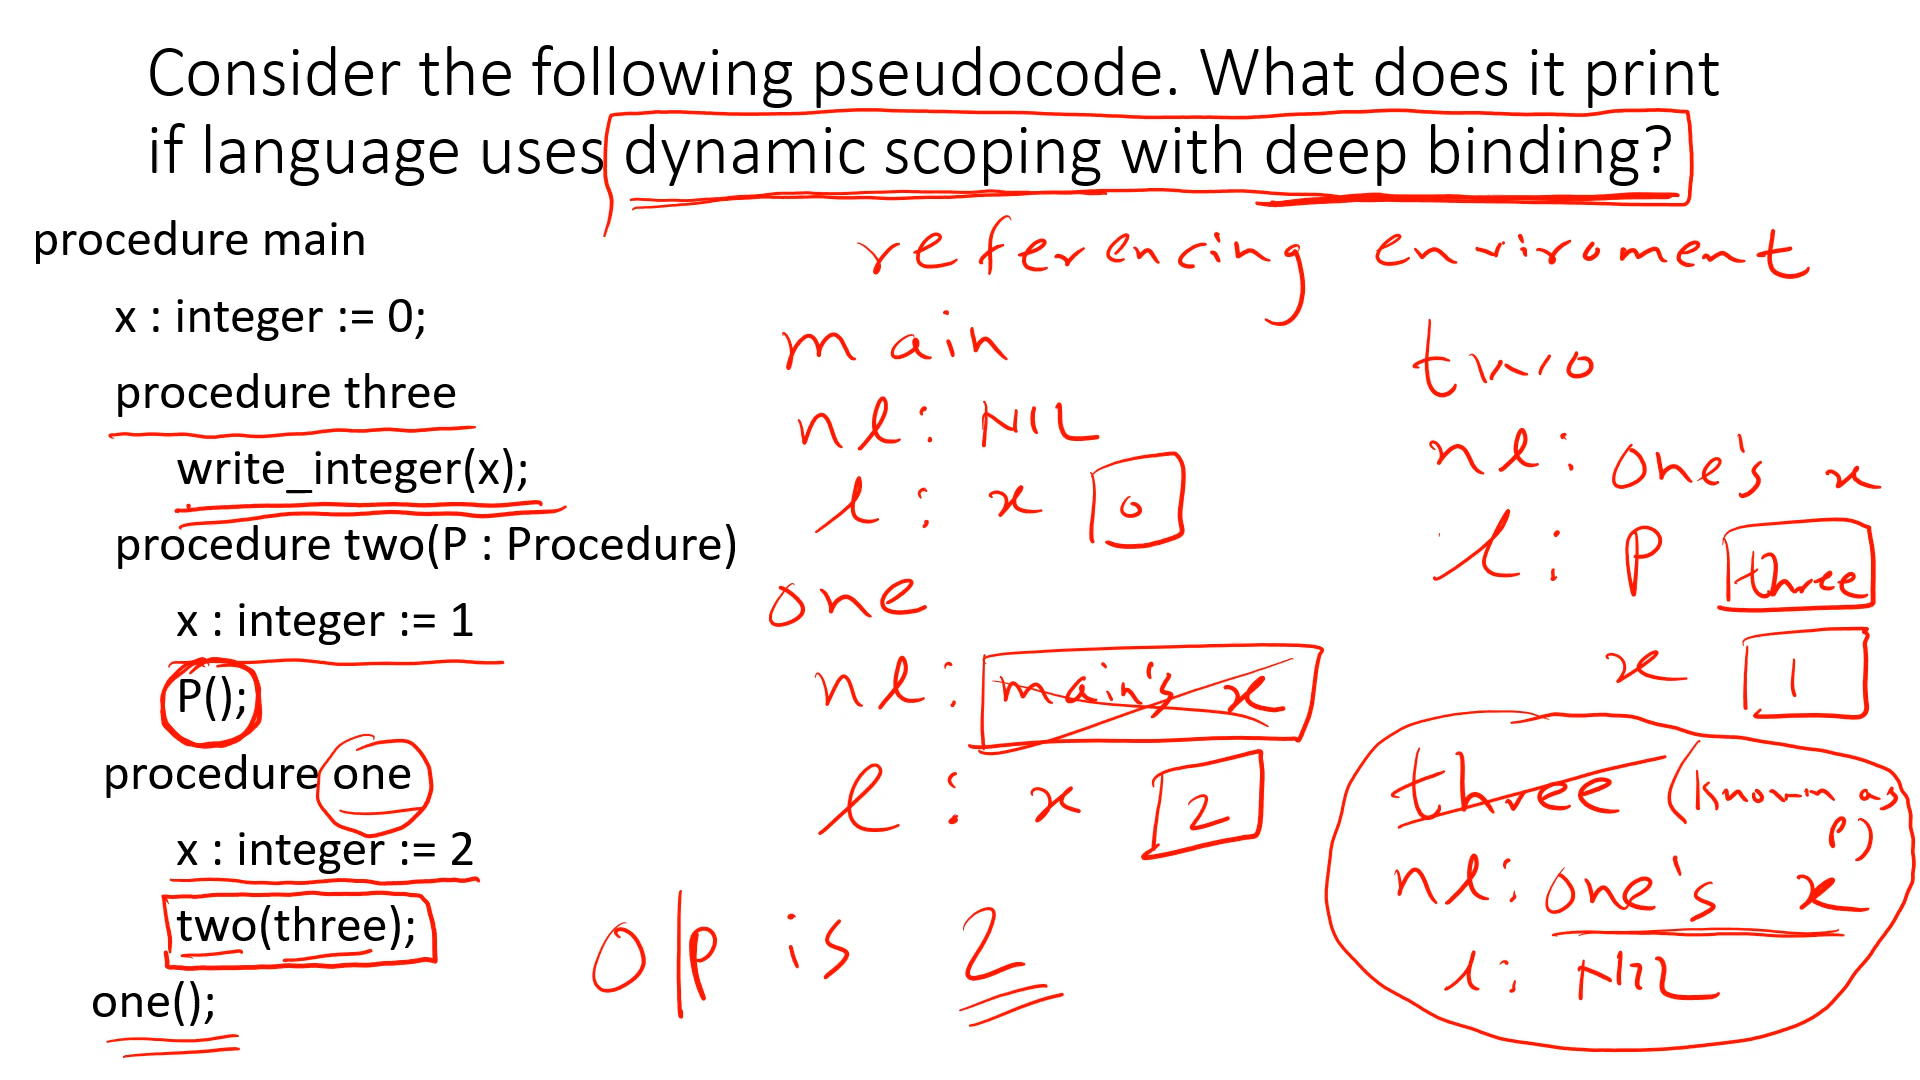 Consider the following pseudocode. What does it print
if language uses dynamic scoping with deep binding?
procedure main
x : integer := 0;
procedure three
write_integer(x);
procedure two(P : Procedure)
x : integer := 1
P();
procedure one
x : integer := 2
two(three);
one();
referencing enviroment
main
nl: NIL
l: x 0
one
nl: main's x
l: x 2
two
nl: one's x
l: P three
x 1
three (known as
P)
nl: one's x
l: NIL
o/p is 2